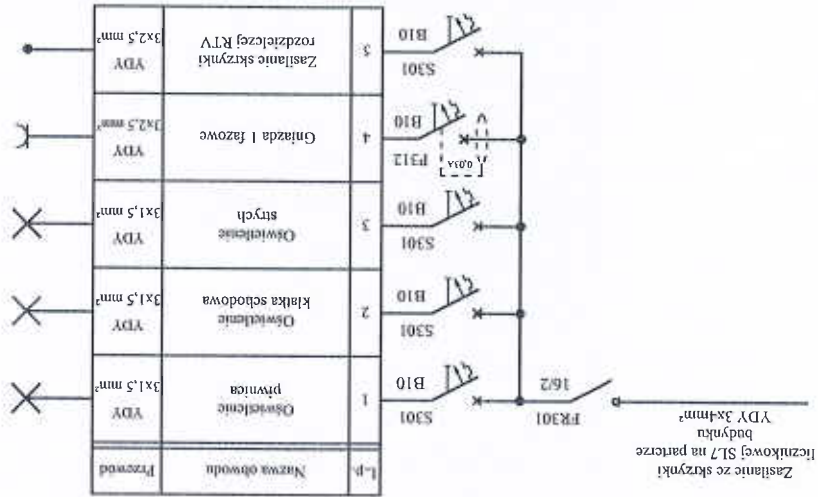 Zasilanie ze skrzynki
licznikowej SL7 na parterze
budynku
YDY 3x4mm²
FR301
16/2
L.p. Nazwa obwodu Przewód
S301
B10
1
Oświetlenie
piwnica
YDY
3x1,5 mm²
S301
B10
2
Oświetlenie
klatka schodowa
YDY
3x1,5 mm²
S301
B10
3
Oświetlenie
strych
YDY
3x1,5 mm²
0,03A
F312
B10
4
Gniazda 1 fazowe
YDY
3x2,5 mm²
S301
B10
5
Zasilanie skrzynki
rozdzielczej RTV
YDY
3x2,5 mm²